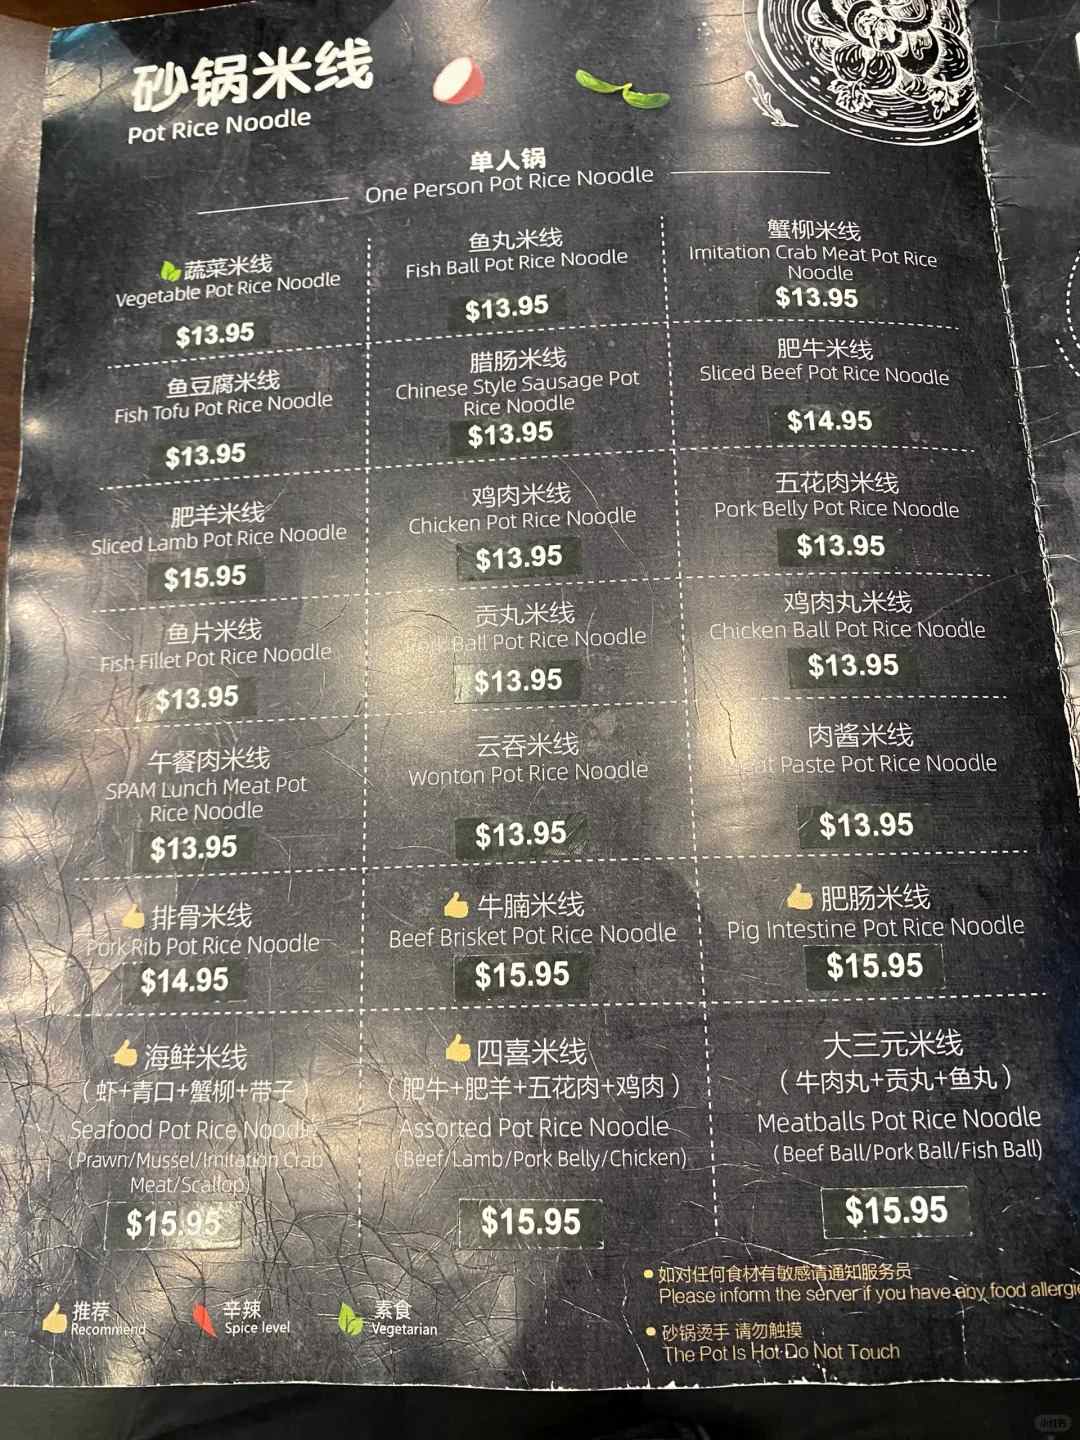 砂锅米线
Pot Rice Noodle
单人锅
One Person Pot Rice Noodle
蔬菜米线
Vegetable Pot Rice Noodle
$13.95
鱼丸米线
Fish Ball Pot Rice Noodle
$13.95
蟹柳米线
Imitation Crab Meat Pot Rice
Noodle
$13.95
鱼豆腐米线
Fish Tofu Pot Rice Noodle
$13.95
腊肠米线
Chinese Style Sausage Pot
Rice Noodle
$13.95
肥牛米线
Sliced Beef Pot Rice Noodle
$14.95
肥羊米线
Sliced Lamb Pot Rice Noodle
$15.95
鸡肉米线
Chicken Pot Rice Noodle
$13.95
五花肉米线
Pork Belly Pot Rice Noodle
$13.95
鱼片米线
Fish Fillet Pot Rice Noodle
$13.95
贡丸米线
Pork Ball Pot Rice Noodle
$13.95
鸡肉丸米线
Chicken Ball Pot Rice Noodle
$13.95
午餐肉米线
SPAM Lunch Meat Pot
Rice Noodle
$13.95
云吞米线
Wonton Pot Rice Noodle
$13.95
肉酱米线
Meat Paste Pot Rice Noodle
$13.95
排骨米线
Pork Rib Pot Rice Noodle
$14.95
牛腩米线
Beef Brisket Pot Rice Noodle
$15.95
肥肠米线
Pig Intestine Pot Rice Noodle
$15.95
海鲜米线
(虾+青口+蟹柳+带子)
Seafood Pot Rice Noodle
(Prawn/Mussel/Imitation Crab
Meat/Scallop)
$15.95
四喜米线
(肥牛+肥羊+五花肉+鸡肉)
Assorted Pot Rice Noodle
(Beef/Lamb/Pork Belly/Chicken)
$15.95
大三元米线
(牛肉丸+贡丸+鱼丸)
Meatballs Pot Rice Noodle
(Beef Ball/Pork Ball/Fish Ball)
$15.95
推荐
Recommend
辛辣
Spice level
素食
Vegetarian
如对任何食材有敏感请通知服务员
Please inform the server if you have any food allergie
砂锅烫手 请勿触摸
The Pot Is Hot Do Not Touch